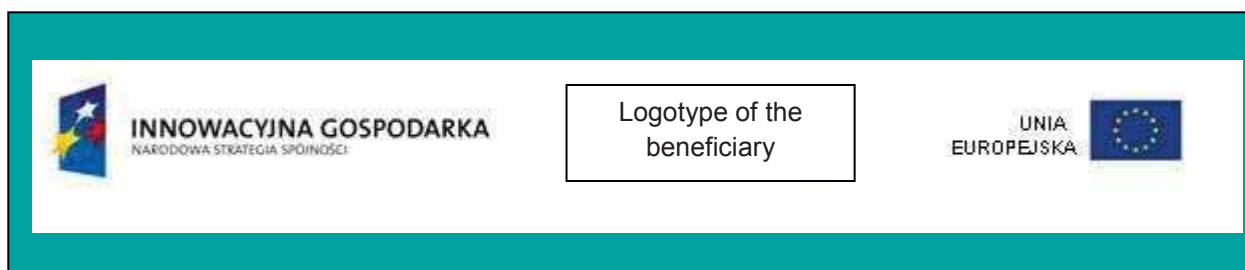 INNOWACYJNA GOSPODARKA
NARODOWA STRATEGIA SPÓJNOŚCI
Logotype of the
beneficiary
UNIA
EUROPEJSKA